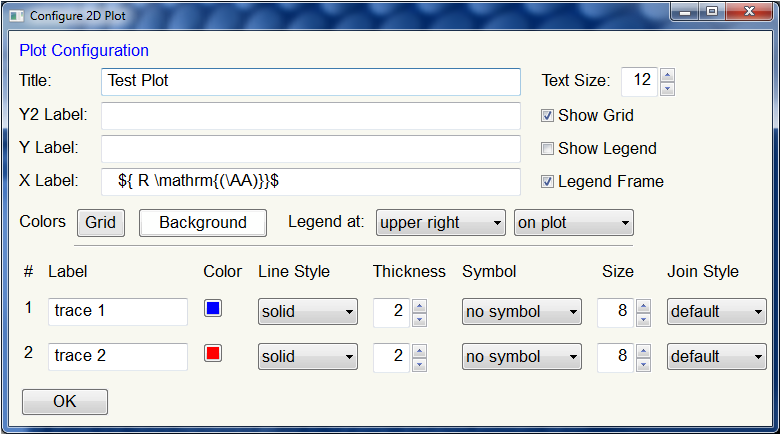 Configure 2D Plot
Plot Configuration
Title: Test Plot Text Size: 12
Y2 Label: Show Grid
Y Label: Show Legend
X Label: ${ R \mathrm{(\AA)}}$ Legend Frame
Colors Grid Background Legend at: upper right on plot
# Label Color Line Style Thickness Symbol Size Join Style
1 trace 1 solid 2 no symbol 8 default
2 trace 2 solid 2 no symbol 8 default
OK